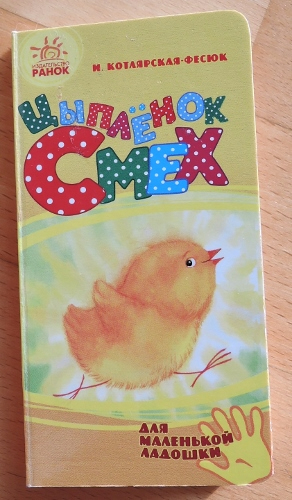 ИЗДАТЕЛЬСТВО
РАНОК
И. КОТЛЯРСКАЯ-ФЕСЮК
ЦЫПЛЁНОК
СМЕХ
ДЛЯ
МАЛЕНЬКОЙ
ЛАДОШКИ